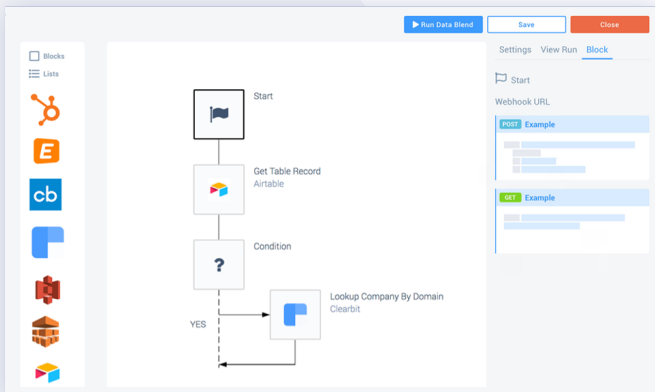 Run Data Blend
Save
Close
Blocks
Lists
E
cb
Start
Get Table Record
Airtable
Condition
?
Lookup Company By Domain
Clearbit
YES
Settings View Run Block
Start
Webhook URL
POST Example
GET Example